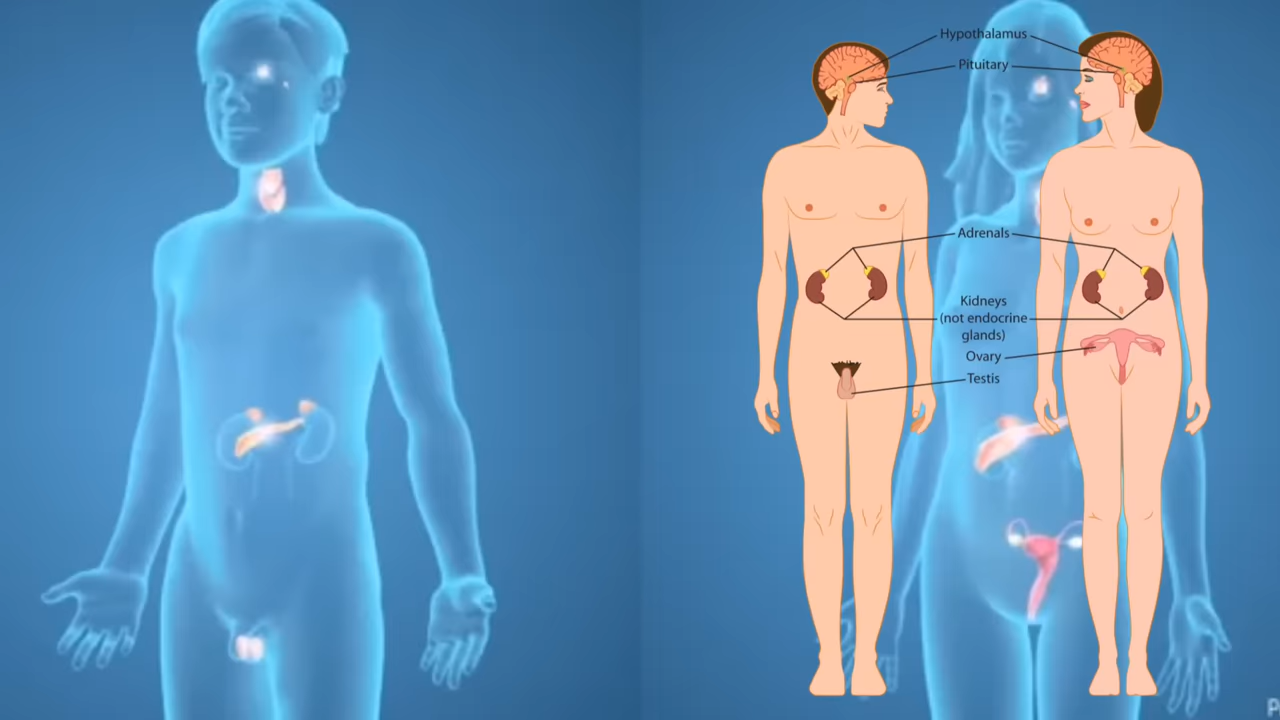 Hypothalamus
Pituitary
Adrenals
Kidneys
(not endocrine
glands)
Ovary
Testis